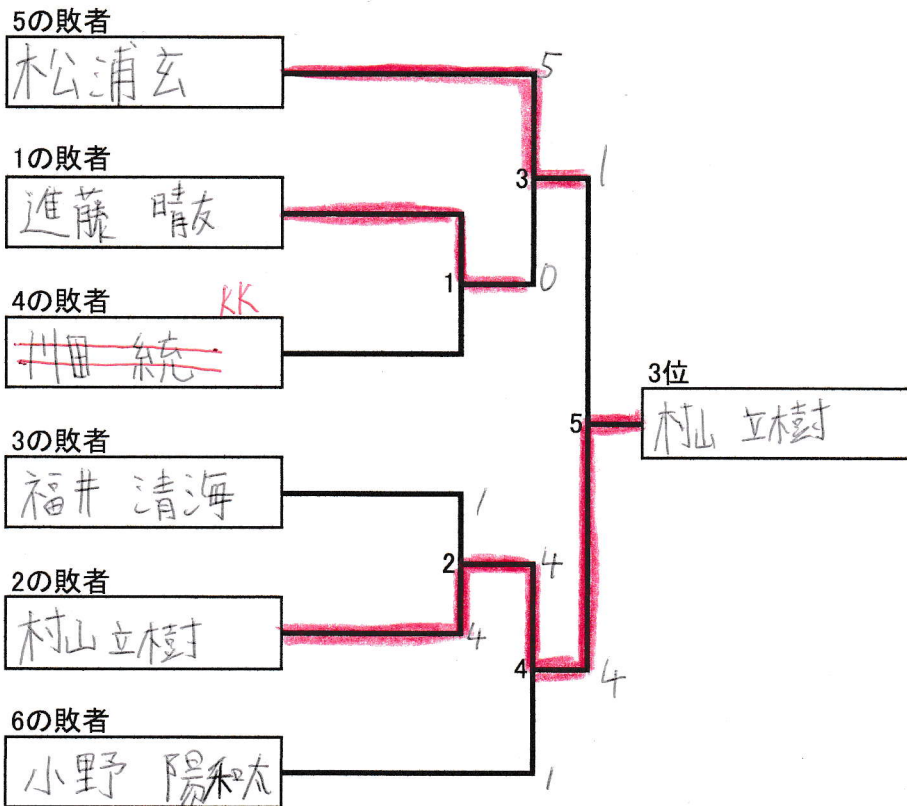 5の敗者
松浦玄
5
1の敗者
3
1
進藤 晴友
1
0
4の敗者
KK
川田 統
3位
5
村山 立樹
3の敗者
福井 清海
1
2
4
2の敗者
村山 立樹
4
4
4
6の敗者
小野 陽和太
1